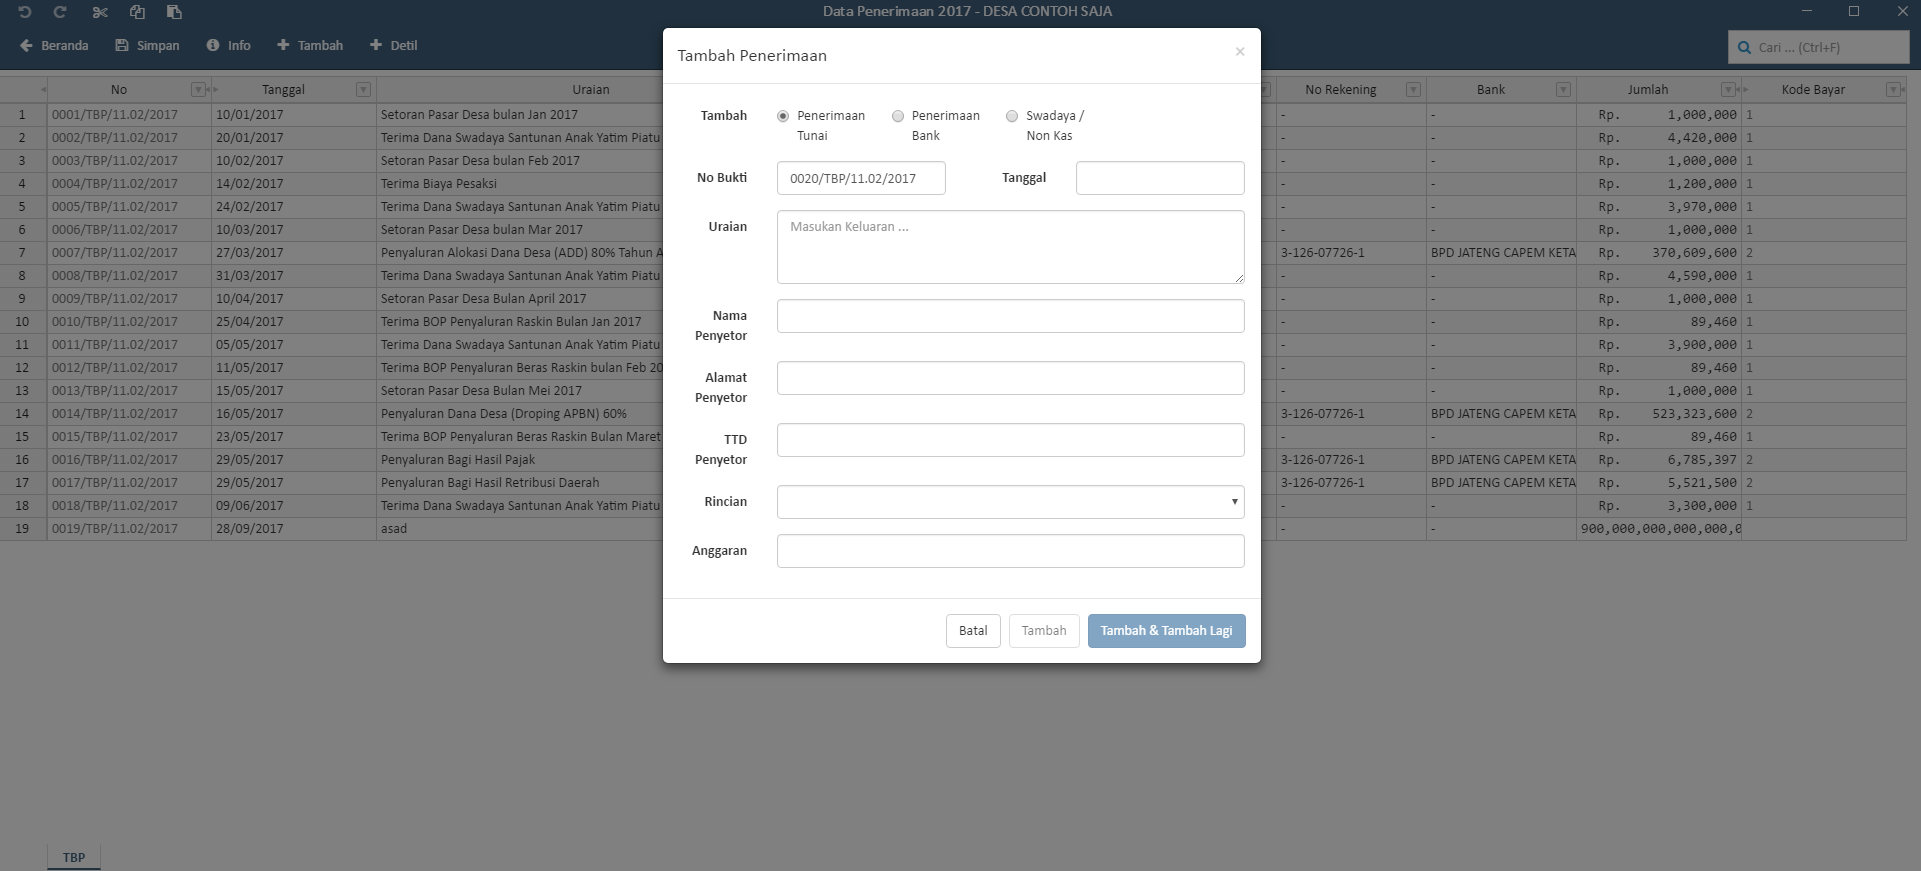 Data Penerimaan 2017 - DESA CONTOH SAJA
Beranda Simpan Info Tambah Detil
Cari ... (Ctrl+F)
No Tanggal Uraian No Rekening Bank Jumlah Kode Bayar
1 0001/TBP/11.02/2017 10/01/2017 Setoran Pasar Desa bulan Jan 2017 - - Rp. 1,000,000 1
2 0002/TBP/11.02/2017 20/01/2017 Terima Dana Swadaya Santunan Anak Yatim Piatu - - Rp. 4,420,000 1
3 0003/TBP/11.02/2017 10/02/2017 Setoran Pasar Desa bulan Feb 2017 - - Rp. 1,000,000 1
4 0004/TBP/11.02/2017 14/02/2017 Terima Biaya Pesaksi - - Rp. 1,200,000 1
5 0005/TBP/11.02/2017 24/02/2017 Terima Dana Swadaya Santunan Anak Yatim Piatu - - Rp. 3,970,000 1
6 0006/TBP/11.02/2017 10/03/2017 Setoran Pasar Desa bulan Mar 2017 - - Rp. 1,000,000 1
7 0007/TBP/11.02/2017 27/03/2017 Penyaluran Alokasi Dana Desa (ADD) 80% Tahun A 3-126-07726-1 BPD JATENG CAPEM KETA Rp. 370,609,600 2
8 0008/TBP/11.02/2017 31/03/2017 Terima Dana Swadaya Santunan Anak Yatim Piatu - - Rp. 4,590,000 1
9 0009/TBP/11.02/2017 10/04/2017 Setoran Pasar Desa Bulan April 2017 - - Rp. 1,000,000 1
10 0010/TBP/11.02/2017 25/04/2017 Terima BOP Penyaluran Raskin Bulan Jan 2017 - - Rp. 89,460 1
11 0011/TBP/11.02/2017 05/05/2017 Terima Dana Swadaya Santunan Anak Yatim Piatu - - Rp. 3,900,000 1
12 0012/TBP/11.02/2017 11/05/2017 Terima BOP Penyaluran Beras Raskin bulan Feb 20 - - Rp. 89,460 1
13 0013/TBP/11.02/2017 15/05/2017 Setoran Pasar Desa Bulan Mei 2017 - - Rp. 1,000,000 1
14 0014/TBP/11.02/2017 16/05/2017 Penyaluran Dana Desa (Droping APBN) 60% 3-126-07726-1 BPD JATENG CAPEM KETA Rp. 523,323,600 2
15 0015/TBP/11.02/2017 23/05/2017 Terima BOP Penyaluran Beras Raskin Bulan Maret - - Rp. 89,460 1
16 0016/TBP/11.02/2017 29/05/2017 Penyaluran Bagi Hasil Pajak 3-126-07726-1 BPD JATENG CAPEM KETA Rp. 6,785,397 2
17 0017/TBP/11.02/2017 29/05/2017 Penyaluran Bagi Hasil Retribusi Daerah 3-126-07726-1 BPD JATENG CAPEM KETA Rp. 5,521,500 2
18 0018/TBP/11.02/2017 09/06/2017 Terima Dana Swadaya Santunan Anak Yatim Piatu - - Rp. 3,300,000 1
19 0019/TBP/11.02/2017 28/09/2017 asad - - 900,000,000,000,000,0
TBP
Tambah Penerimaan ×
Tambah Penerimaan Tunai Penerimaan Bank Swadaya / Non Kas
No Bukti 0020/TBP/11.02/2017 Tanggal
Uraian Masukan Keluaran ...
Nama Penyetor
Alamat Penyetor
TTD Penyetor
Rincian
Anggaran
Batal Tambah Tambah & Tambah Lagi